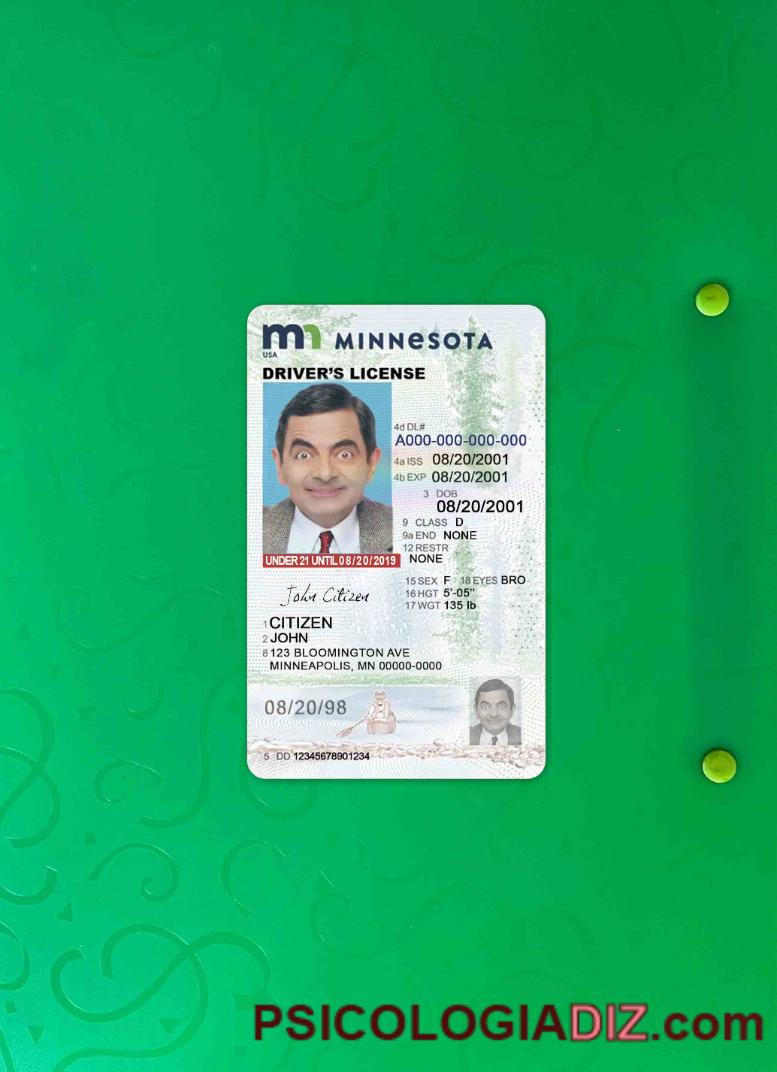 mn MINNESOTA
USA
DRIVER'S LICENSE
4d DL#
A000-000-000-000
4a ISS 08/20/2001
4b EXP 08/20/2001
3 DOB
08/20/2001
9 CLASS D
9a END NONE
12 RESTR
NONE
UNDER 21 UNTIL 08/20/2019
15 SEX F 18 EYES BRO
16 HGT 5'-05"
17 WGT 135 lb
John Citizen
1 CITIZEN
2 JOHN
8 123 BLOOMINGTON AVE
MINNEAPOLIS, MN 00000-0000
08/20/98
5 DD 12345678901234
PSICOLOGIADIZ.com